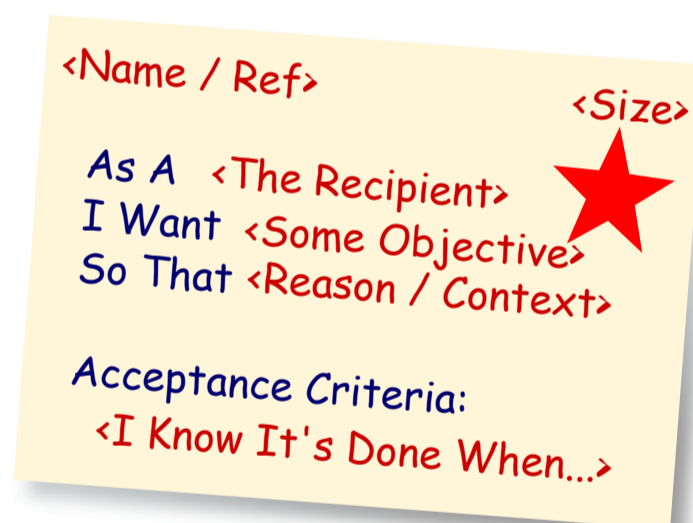 <Name / Ref>
<Size>
As A <The Recipient>
I Want <Some Objective>
So That <Reason / Context>
Acceptance Criteria:
<I Know It's Done When...>